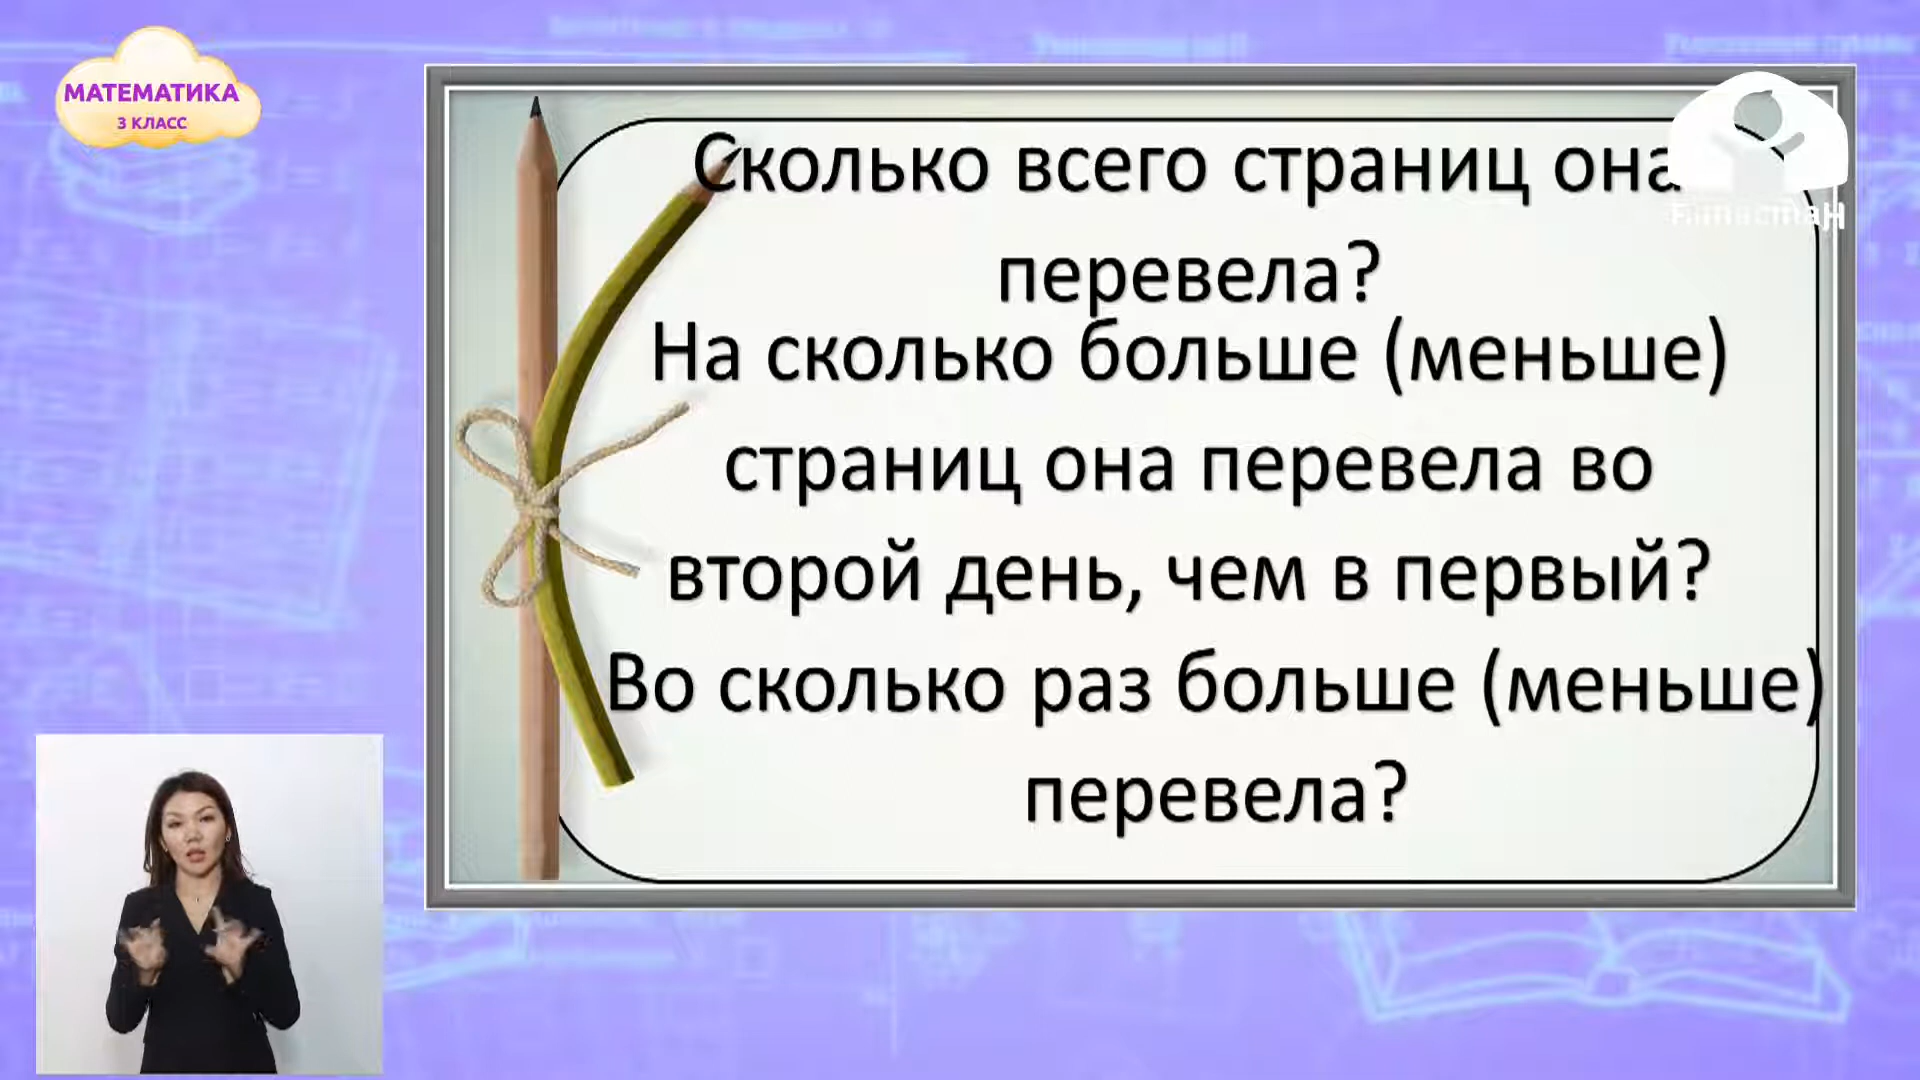 МАТЕМАТИКА
3 КЛАСС
Сколько всего страниц она
перевела?
На сколько больше (меньше)
страниц она перевела во
второй день, чем в первый?
Во сколько раз больше (меньше)
перевела?